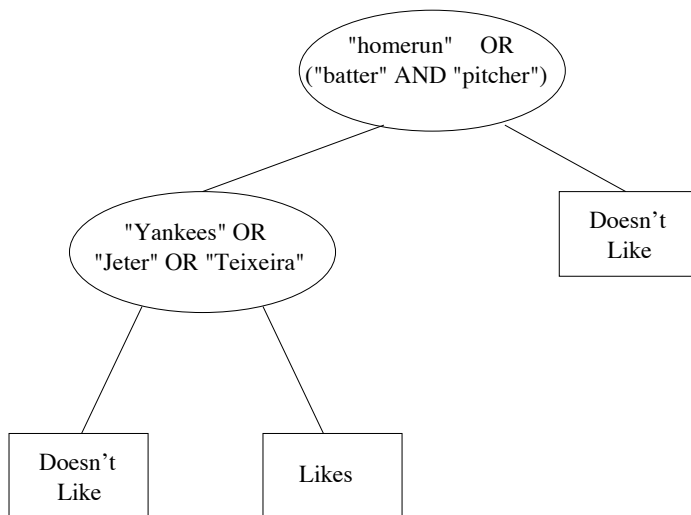 "homerun" OR
("batter" AND "pitcher")
"Yankees" OR
"Jeter" OR "Teixeira"
Doesn't
Like
Doesn't
Like
Likes